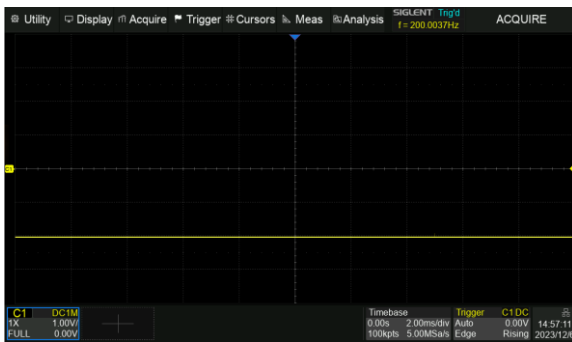 Utility Display Acquire Trigger Cursors Meas Analysis SIGLENT Trig'd ACQUIRE
f = 200.0037Hz
C1
C1 DC1M Timebase Trigger C1:DC
1X 1.00V/ 0.00s 2.00ms/div Auto 0.00V 14:57:11
FULL 0.00V 100kpts 5.00MSa/s Edge Rising